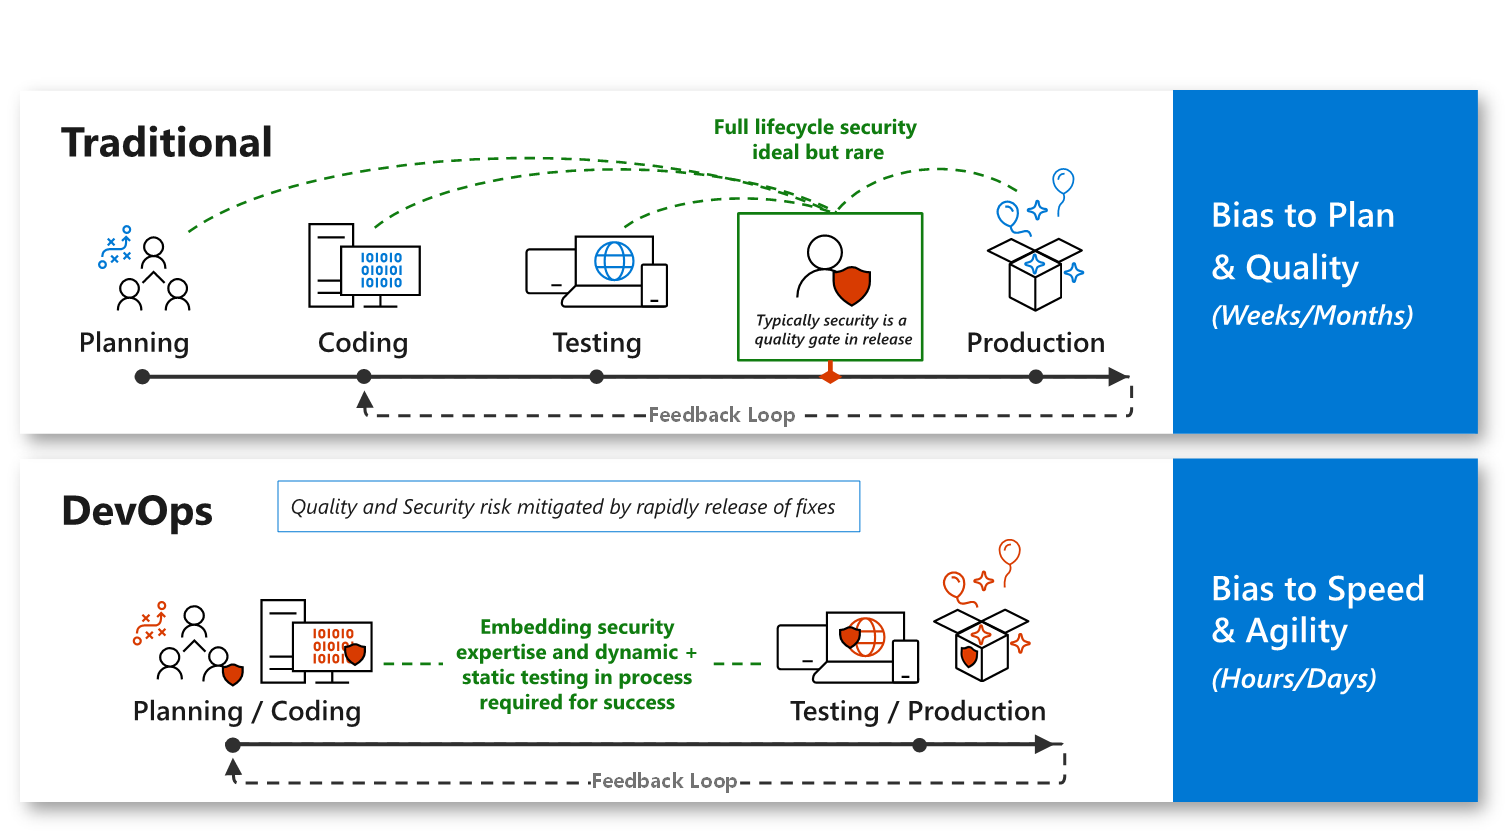 Traditional
Full lifecycle security
ideal but rare
101010
010101
101010
Typically security is a
quality gate in release
Planning
Coding
Testing
Production
Feedback Loop
Bias to Plan
& Quality
(Weeks/Months)
DevOps
Quality and Security risk mitigated by rapidly release of fixes
101010
Embedding security
expertise and dynamic +
static testing in process
required for success
Planning / Coding
Testing / Production
Feedback Loop
Bias to Speed
& Agility
(Hours/Days)